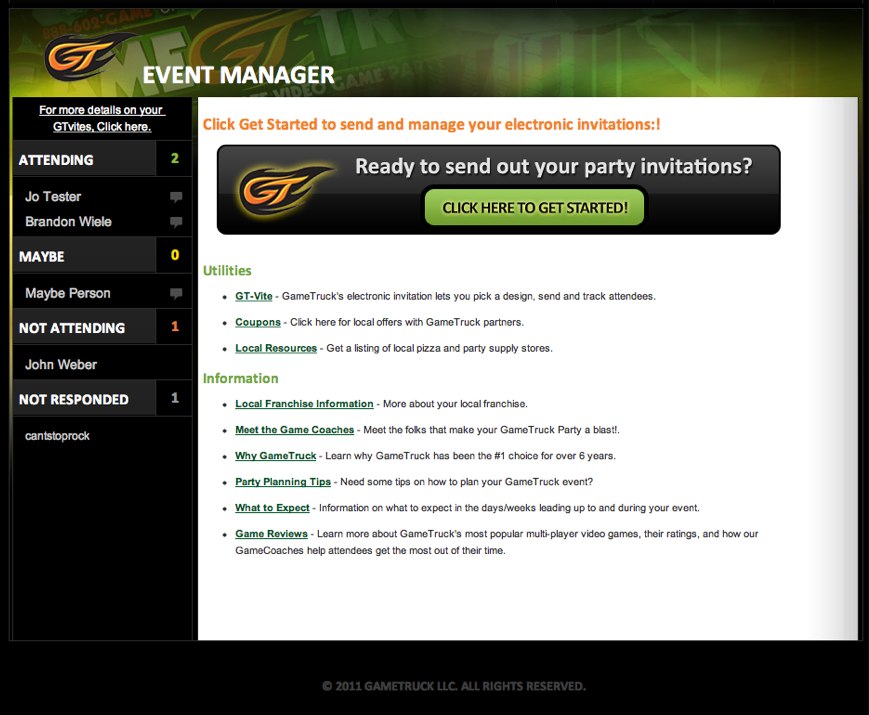 888-602-GAME
GAMETRUCK
GT
EVENT MANAGER
For more details on your
GTvites, Click here.
ATTENDING 2
Jo Tester
Brandon Wiele
MAYBE 0
Maybe Person
NOT ATTENDING 1
John Weber
NOT RESPONDED 1
cantstoprock
Click Get Started to send and manage your electronic invitations:!
GT
Ready to send out your party invitations?
CLICK HERE TO GET STARTED!
Utilities
• GT-Vite - GameTruck's electronic invitation lets you pick a design, send and track attendees.
• Coupons - Click here for local offers with GameTruck partners.
• Local Resources - Get a listing of local pizza and party supply stores.
Information
• Local Franchise Information - More about your local franchise.
• Meet the Game Coaches - Meet the folks that make your GameTruck Party a blast!.
• Why GameTruck - Learn why GameTruck has been the #1 choice for over 6 years.
• Party Planning Tips - Need some tips on how to plan your GameTruck event?
• What to Expect - Information on what to expect in the days/weeks leading up to and during your event.
• Game Reviews - Learn more about GameTruck's most popular multi-player video games, their ratings, and how our
GameCoaches help attendees get the most out of their time.
© 2011 GAMETRUCK LLC. ALL RIGHTS RESERVED.